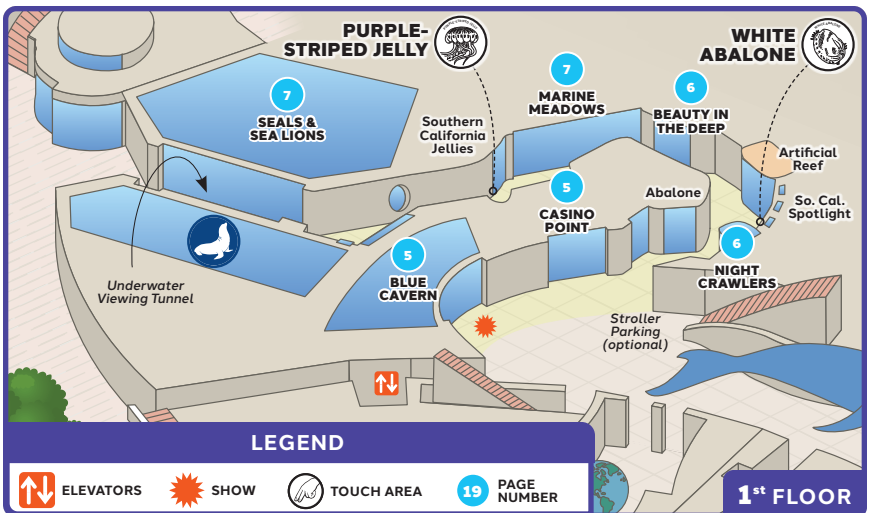 PURPLE-
STRIPED JELLY
WHITE
ABALONE
7
SEALS &
SEA LIONS
Southern
California
Jellies
7
MARINE
MEADOWS
6
BEAUTY IN
THE DEEP
Artificial
Reef
So. Cal.
Spotlight
5
CASINO
POINT
Abalone
5
BLUE
CAVERN
6
NIGHT
CRAWLERS
Underwater
Viewing Tunnel
Stroller
Parking
(optional)
LEGEND
ELEVATORS
SHOW
TOUCH AREA
19
PAGE
NUMBER
1st FLOOR